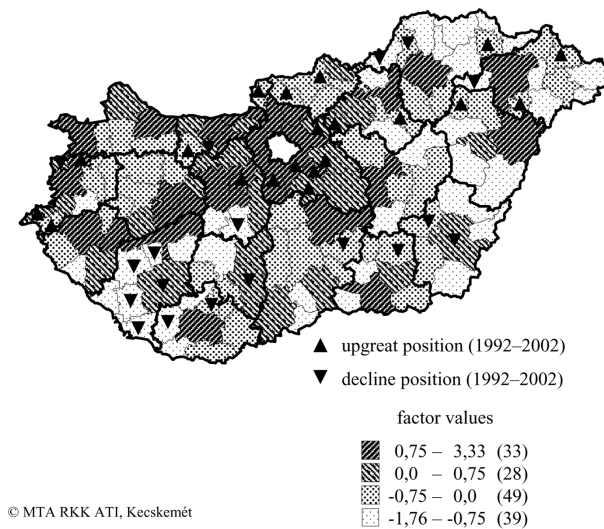 ▲ upgreat position (1992–2002)
▼ decline position (1992–2002)
factor values
0,75 – 3,33 (33)
0,0 – 0,75 (28)
-0,75 – 0,0 (49)
-1,76 – -0,75 (39)
© MTA RKK ATI, Kecskemét